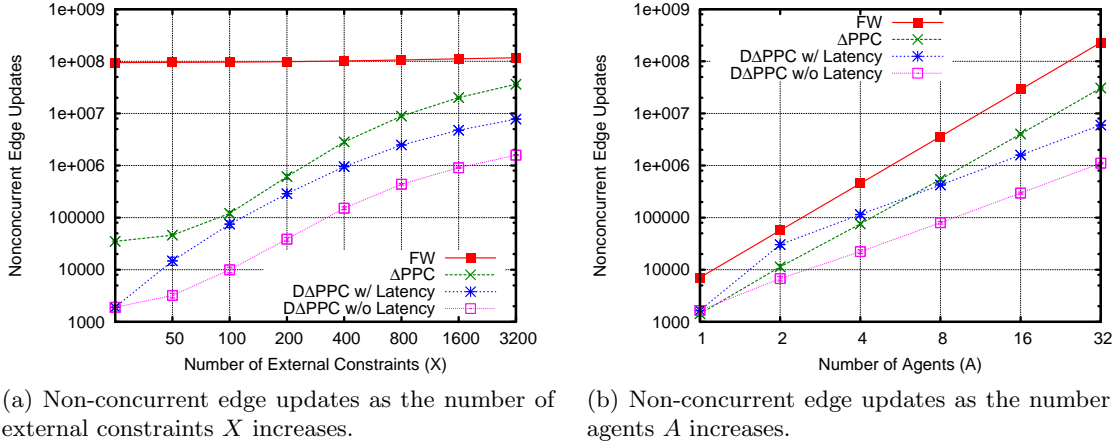 1e+009
1e+008
1e+007
1e+006
100000
10000
1000
Nonconcurrent Edge Updates
FW
ΔPPC
DΔPPC w/ Latency
DΔPPC w/o Latency
50 100 200 400 800 1600 3200
Number of External Constraints (X)
(a) Non-concurrent edge updates as the number of
external constraints X increases.
1e+009
1e+008
1e+007
1e+006
100000
10000
1000
Nonconcurrent Edge Updates
FW
ΔPPC
DΔPPC w/ Latency
DΔPPC w/o Latency
1 2 4 8 16 32
Number of Agents (A)
(b) Non-concurrent edge updates as the number
agents A increases.